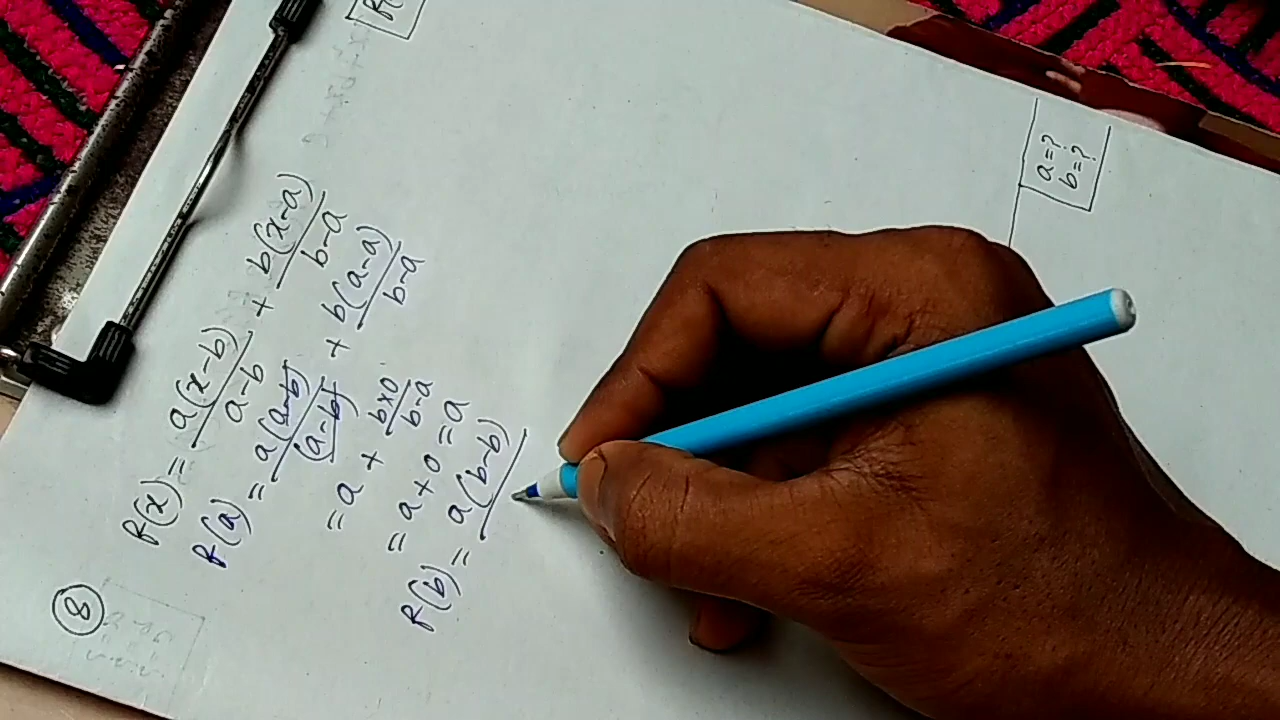 8
f(x) = a(x-b)/a-b + b(x-a)/b-a
f(a) = a(a-b)/(a-b) + b(a-a)/b-a
= a + b×0/b-a
= a+0 = a
f(b) = a(b-b)
a=?
b=?